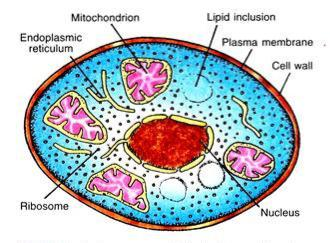 Mitochondrion
Lipid inclusion
Endoplasmic
reticulum
Plasma membrane
Cell wall
Ribosome
Nucleus